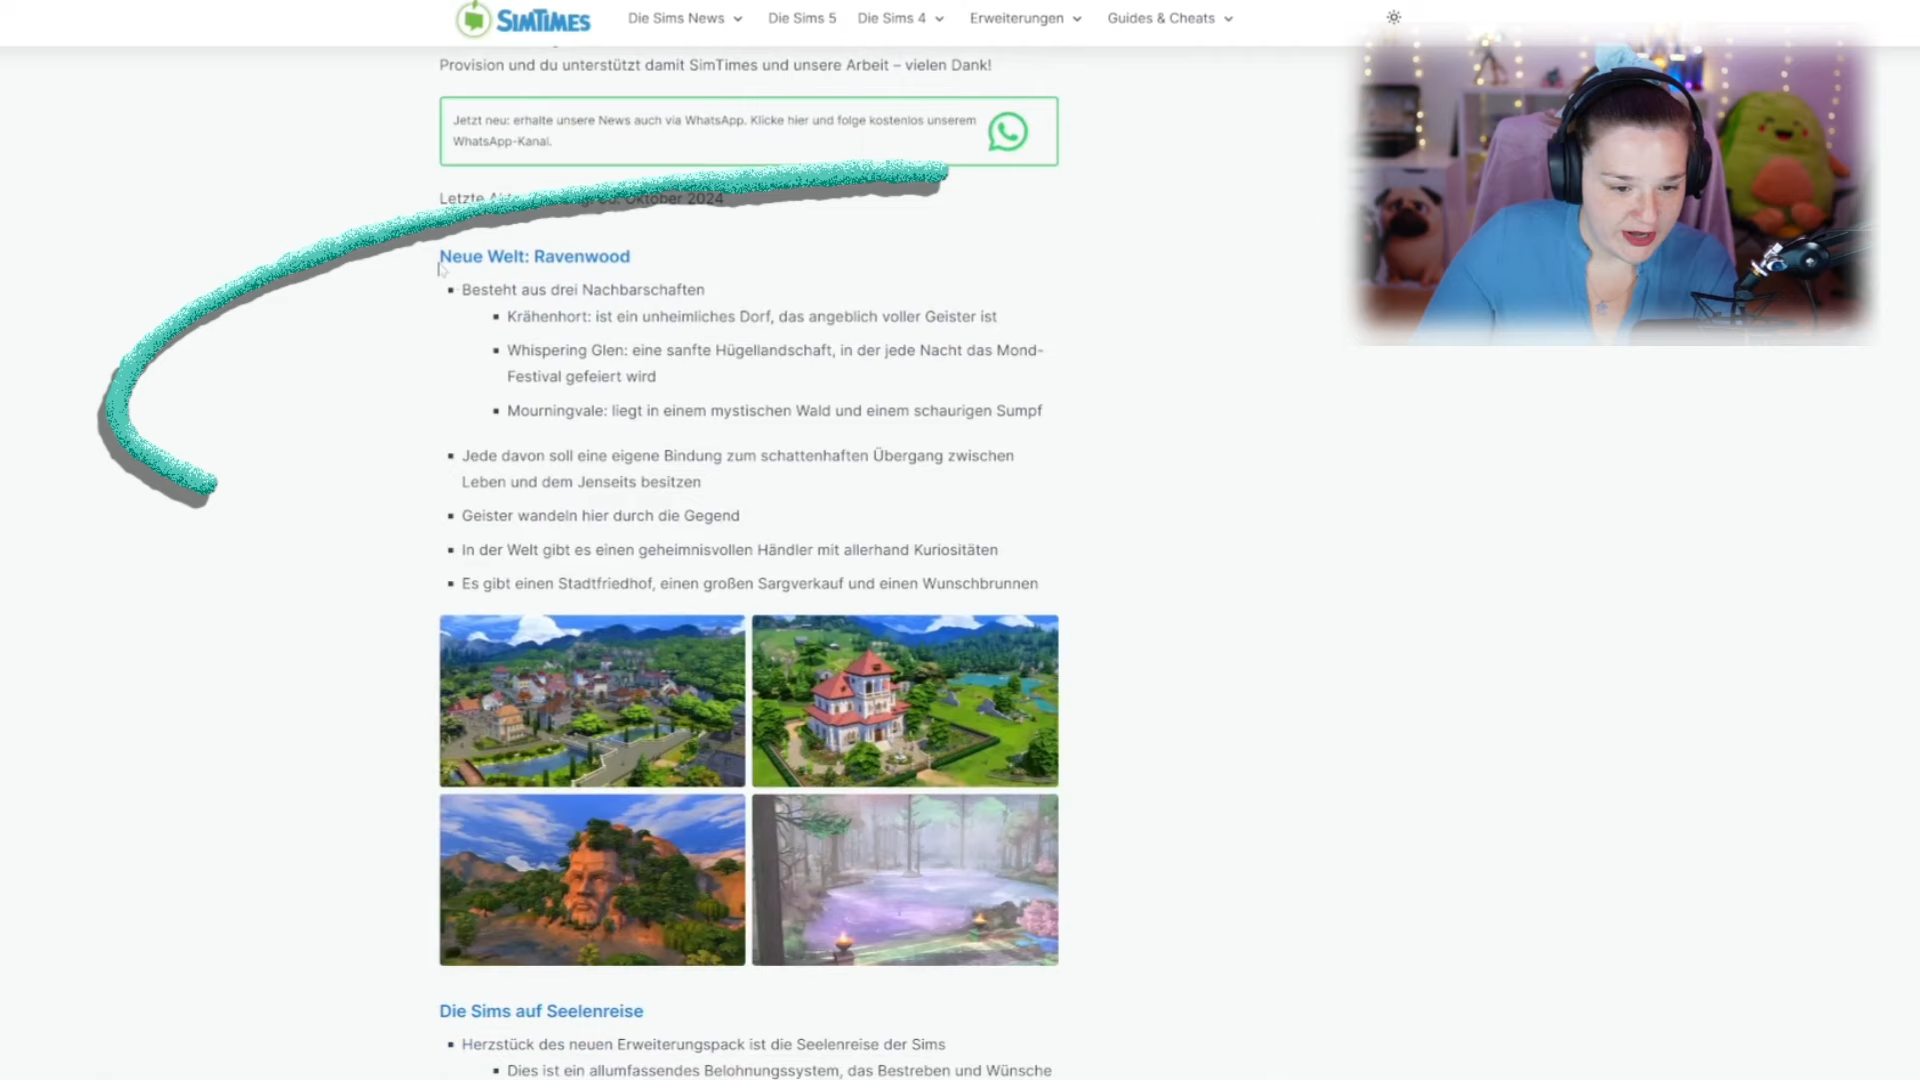 SIMTIMES
Die Sims News
Die Sims 5
Die Sims 4
Erweiterungen
Guides & Cheats
Provision und du unterstützt damit SimTimes und unsere Arbeit – vielen Dank!
Jetzt neu: erhalte unsere News auch via WhatsApp. Klicke hier und folge kostenlos unserem
WhatsApp-Kanal.
Letzte Oktober 2024
Neue Welt: Ravenwood
Besteht aus drei Nachbarschaften
Krähenhort: ist ein unheimliches Dorf, das angeblich voller Geister ist
Whispering Glen: eine sanfte Hügellandschaft, in der jede Nacht das Mond-
Festival gefeiert wird
Mourningvale: liegt in einem mystischen Wald und einem schaurigen Sumpf
Jede davon soll eine eigene Bindung zum schattenhaften Übergang zwischen
Leben und dem Jenseits besitzen
Geister wandeln hier durch die Gegend
In der Welt gibt es einen geheimnisvollen Händler mit allerhand Kuriositäten
Es gibt einen Stadtfriedhof, einen großen Sargverkauf und einen Wunschbrunnen
Die Sims auf Seelenreise
Herzstück des neuen Erweiterungspack ist die Seelenreise der Sims
Dies ist ein allumfassendes Belohnungssystem, das Bestreben und Wünsche